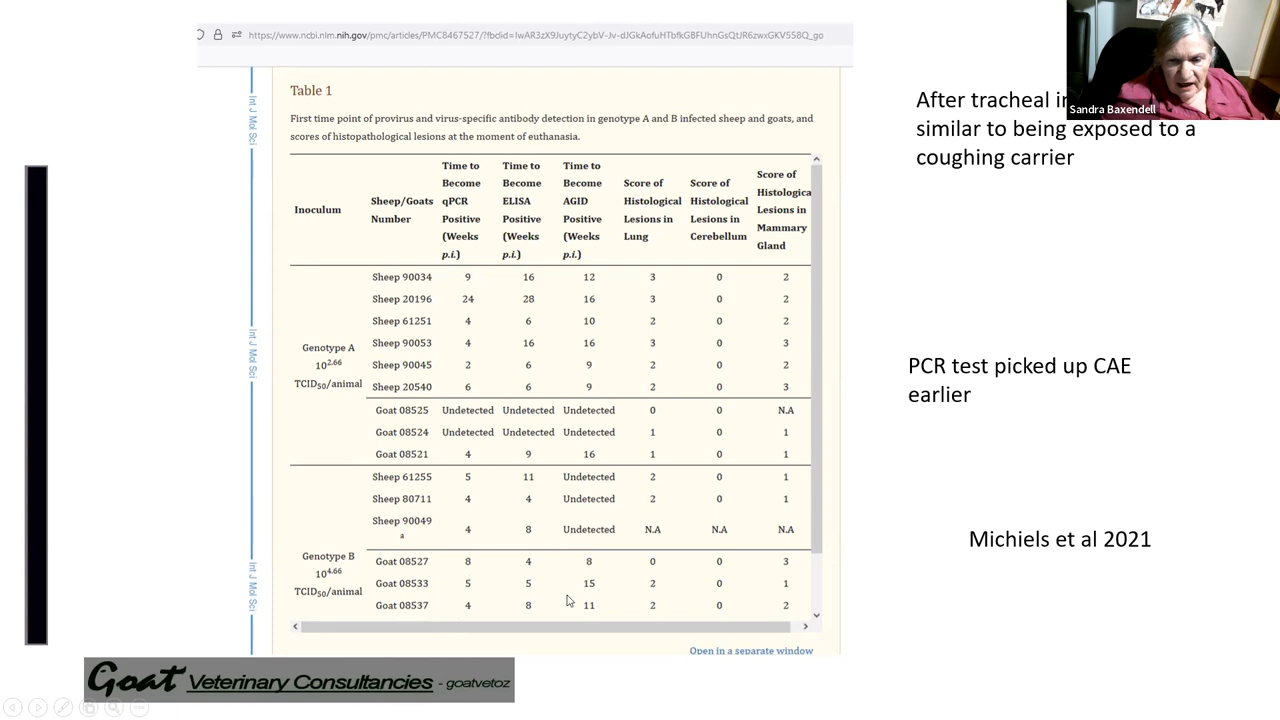 https://www.ncbi.nlm.nih.gov/pmc/articles/PMC8467527/?fbclid=
Table 1
First time point of provirus and virus-specific antibody detection in genotype A and B infected sheep and goats, and
scores of histopathological lesions at the moment of euthanasia.
Inoculum Sheep/Goats Number Time to Become qPCR Positive (Weeks p.i.) Time to Become ELISA Positive (Weeks p.i.) Time to Become AGID Positive (Weeks p.i.) Score of Histological Lesions in Lung Score of Histological Lesions in Cerebellum Score of Histologica Lesions in Mammary Gland
Genotype A
10^2.66
TCID50/animal
Sheep 90034 9 16 12 3 0 2
Sheep 20196 24 28 16 3 0 2
Sheep 61251 4 6 10 2 0 2
Sheep 90053 4 16 16 3 0 3
Sheep 90045 2 6 9 2 0 2
Sheep 20540 6 6 9 2 0 3
Goat 08525 Undetected Undetected Undetected 0 0 N.A
Goat 08524 Undetected Undetected Undetected 1 0 1
Goat 08521 4 9 16 1 0 1
Genotype B
10^4.66
TCID50/animal
Sheep 61255 5 11 Undetected 2 0 1
Sheep 80711 4 4 Undetected 2 0 1
Sheep 90049 a 4 8 Undetected N.A N.A N.A
Goat 08527 8 4 8 0 0 3
Goat 08533 5 5 15 2 0 1
Goat 08537 4 8 11 2 0 2
Open in a separate window
Int J Mol Sci
Int J Mol Sci
Int J Mol Sci
After tracheal
similar to being exposed to a
coughing carrier
Sandra Baxendell
PCR test picked up CAE
earlier
Michiels et al 2021
Goat Veterinary Consultancies - goatvetoz